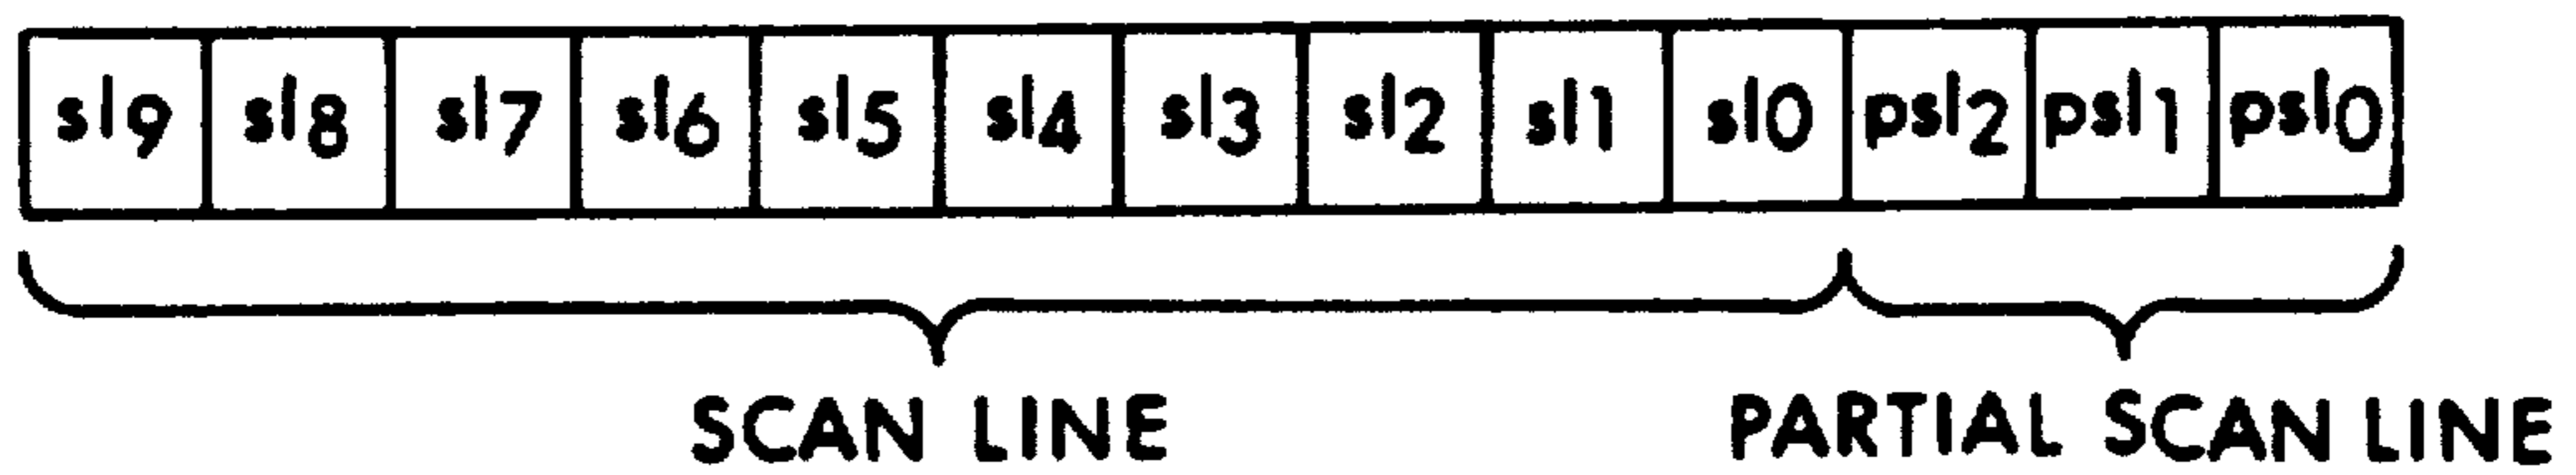 sl9 sl8 sl7 sl6 sl5 sl4 sl3 sl2 sl1 sl0 psl2 psl1 psl0
SCAN LINE PARTIAL SCAN LINE